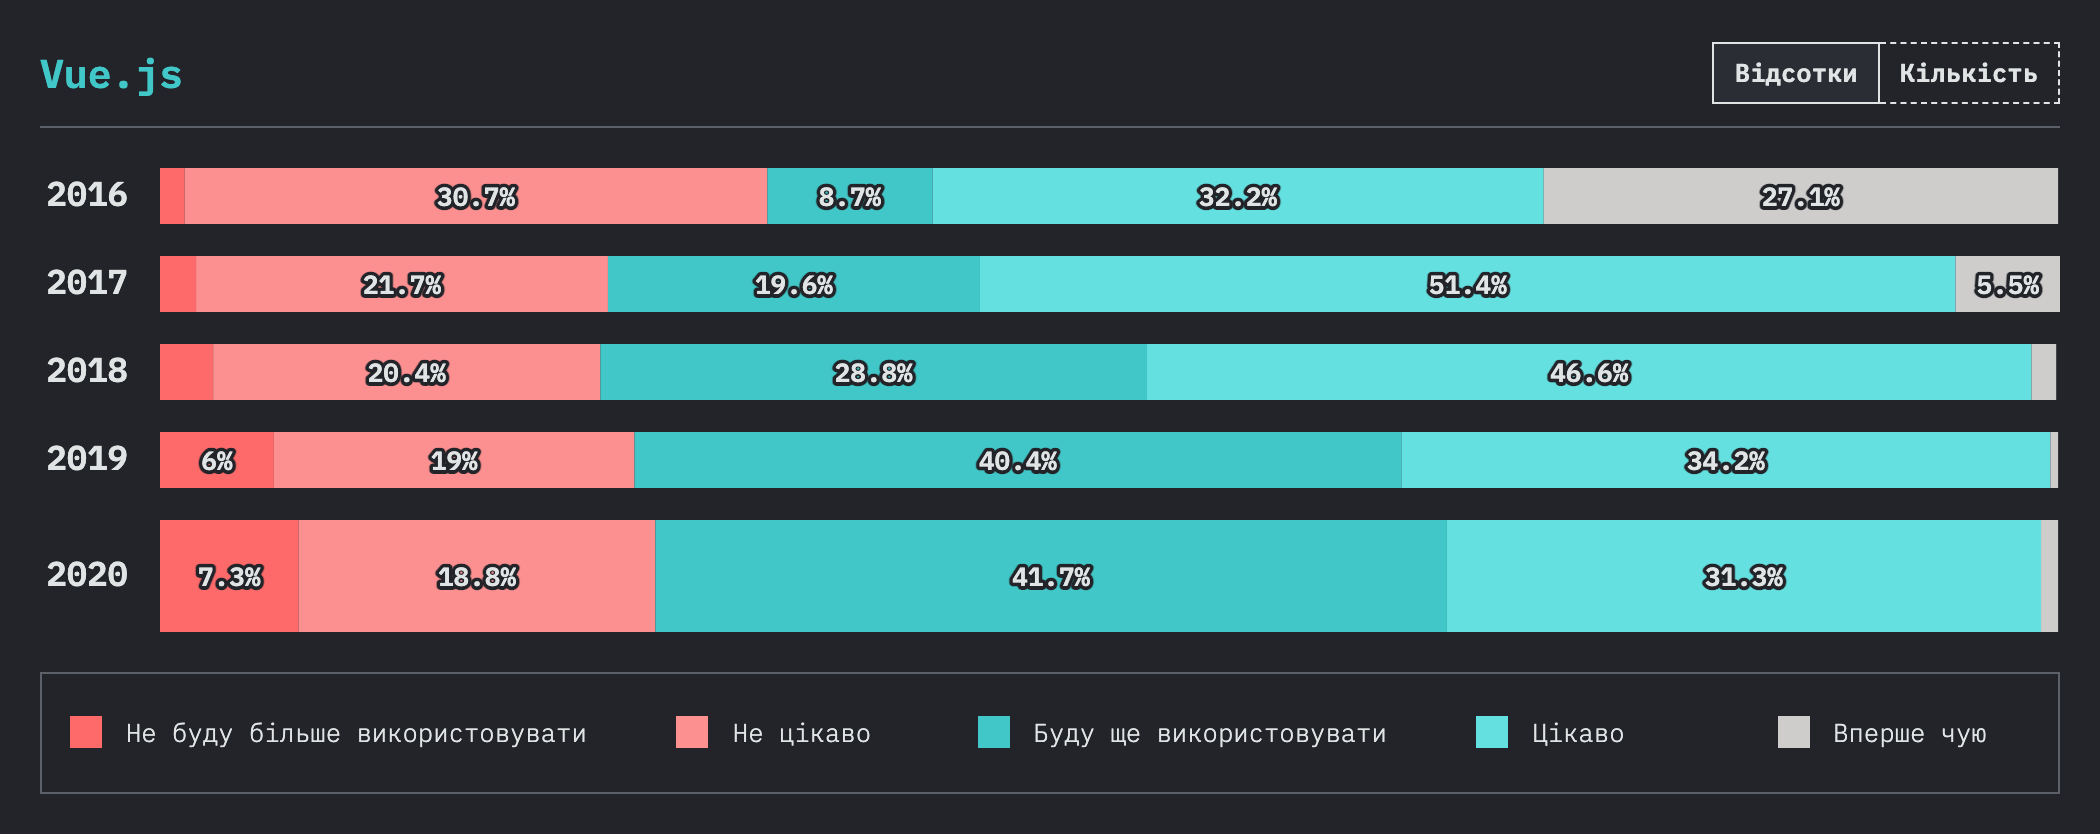 Vue.js
Відсотки Кількість
2016 30.7% 8.7% 32.2% 27.1%
2017 21.7% 19.6% 51.4% 5.5%
2018 20.4% 28.8% 46.6%
2019 6% 19% 40.4% 34.2%
2020 7.3% 18.8% 41.7% 31.3%
Не буду більше використовувати Не цікаво Буду ще використовувати Цікаво Вперше чую